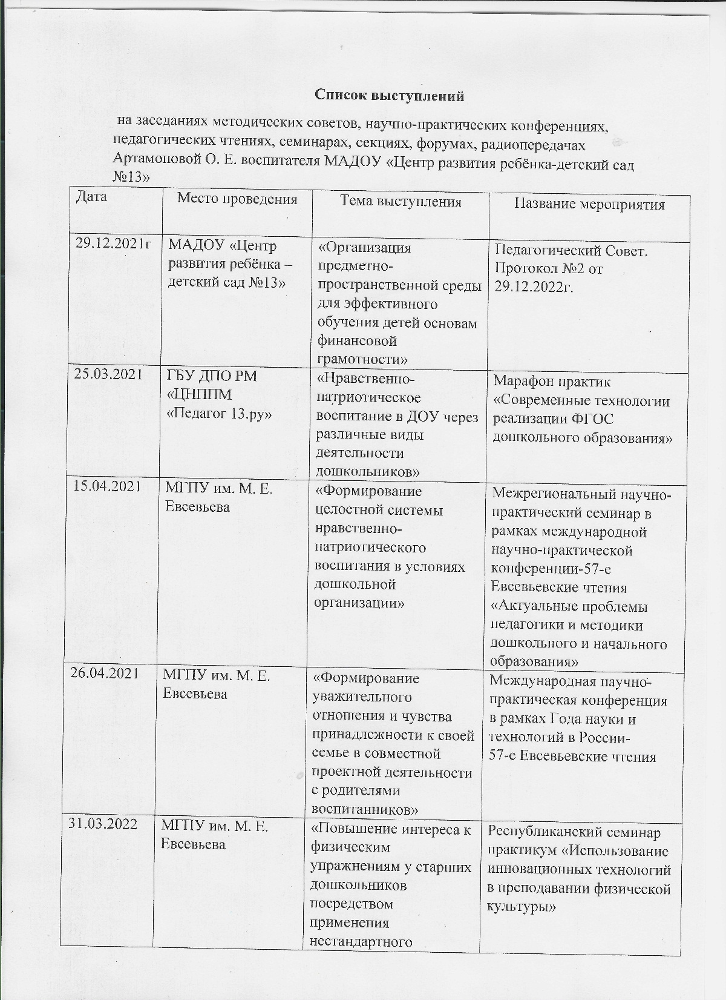 Список выступлений
на заседаниях методических советов, научно-практических конференциях,
педагогических чтениях, семинарах, секциях, форумах, радиопередачах
Артамоновой О. Е. воспитателя МАДОУ «Центр развития ребёнка-детский сад
№13»
Дата
Место проведения
Тема выступления
Название мероприятия
29.12.2021г
МАДОУ «Центр
развития ребёнка –
детский сад №13»
«Организация
предметно-
пространственной среды
для эффективного
обучения детей основам
финансовой
грамотности»
Педагогический Совет.
Протокол №2 от
29.12.2022г.
25.03.2021
ГБУ ДПО РМ
«ЦНППМ
«Педагог 13.ру»
«Нравственно-
патриотическое
воспитание в ДОУ через
различные виды
деятельности
дошкольников»
Марафон практик
«Современные технологии
реализации ФГОС
дошкольного образования»
15.04.2021
МГПУ им. М. Е.
Евсевьева
«Формирование
целостной системы
нравственно-
патриотического
воспитания в условиях
дошкольной
организации»
Межрегиональный научно-
практический семинар в
рамках международной
научно-практической
конференции-57-е
Евсевьевские чтения
«Актуальные проблемы
педагогики и методики
дошкольного и начального
образования»
26.04.2021
МГПУ им. М. Е.
Евсевьева
«Формирование
уважительного
отношения и чувства
принадлежности к своей
семье в совместной
проектной деятельности
с родителями
воспитанников»
Международная научно-
практическая конференция
в рамках Года науки и
технологий в России-
57-е Евсевьевские чтения
31.03.2022
МГПУ им. М. Е.
Евсевьева
«Повышение интереса к
физическим
упражнениям у старших
дошкольников
посредством
применения
нестандартного
Республиканский семинар
практикум «Использование
инновационных технологий
в преподавании физической
культуры»